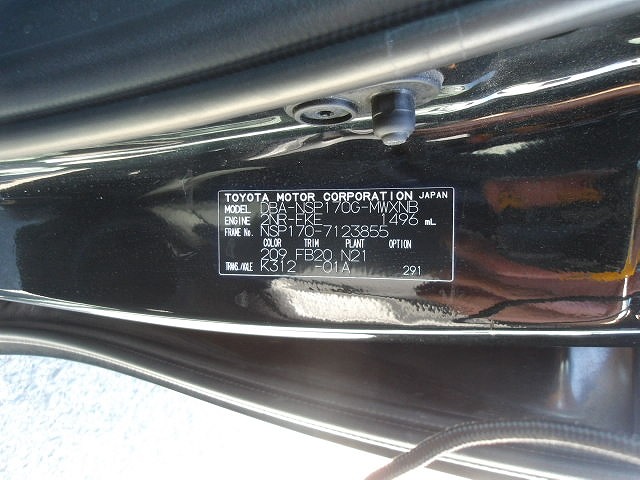 TOYOTA MOTOR CORPORATION JAPAN
MODEL DBA-NSP170G-MWXNB
ENGINE 2NR-FKE 1496 mL
FRAME No. NSP170-7123855
COLOR TRIM PLANT OPTION
209 FB20 N21
TRANS./AXLE K312 -01A 291